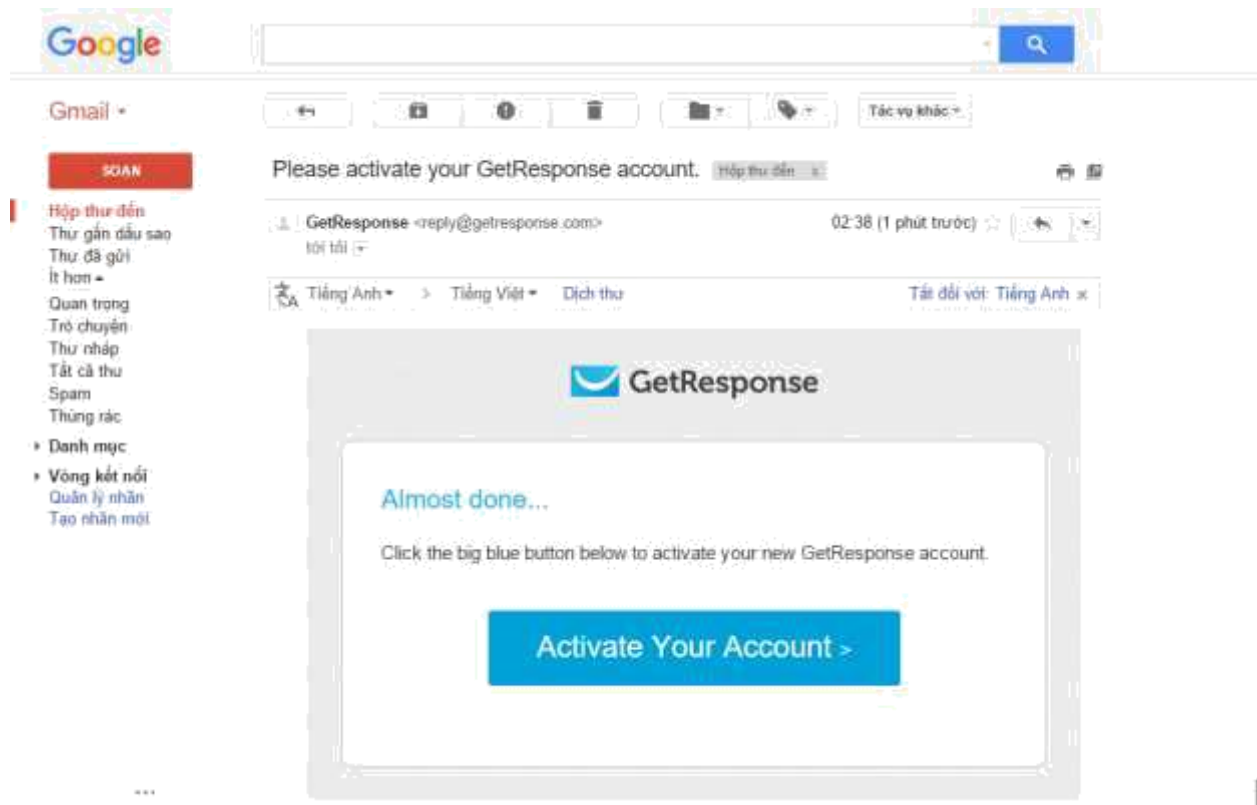 Google
Gmail
Tác vụ khác
SOẠN
Please activate your GetResponse account. Hộp thư đến x
Hộp thư đến
Thư gắn dấu sao
Thư đã gửi
Ít hơn
Quan trọng
Trò chuyện
Thư nháp
Tất cả thư
Spam
Thùng rác
Danh mục
Vòng kết nối
Quản lý nhãn
Tạo nhãn mới
GetResponse <reply@getresponse.com>
02:38 (1 phút trước)
tới tôi
Tiếng Anh > Tiếng Việt Dịch thư
Tắt đối với: Tiếng Anh x
GetResponse
Almost done...
Click the big blue button below to activate your new GetResponse account.
Activate Your Account >
...